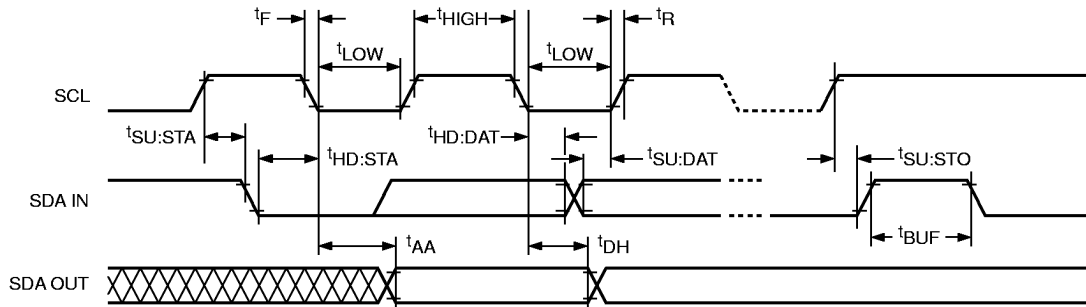 tF
tHIGH
tR
tLOW
tLOW
SCL
tSU:STA
tHD:DAT
tHD:STA
tSU:DAT
tSU:STO
SDA IN
tBUF
tAA
tDH
SDA OUT